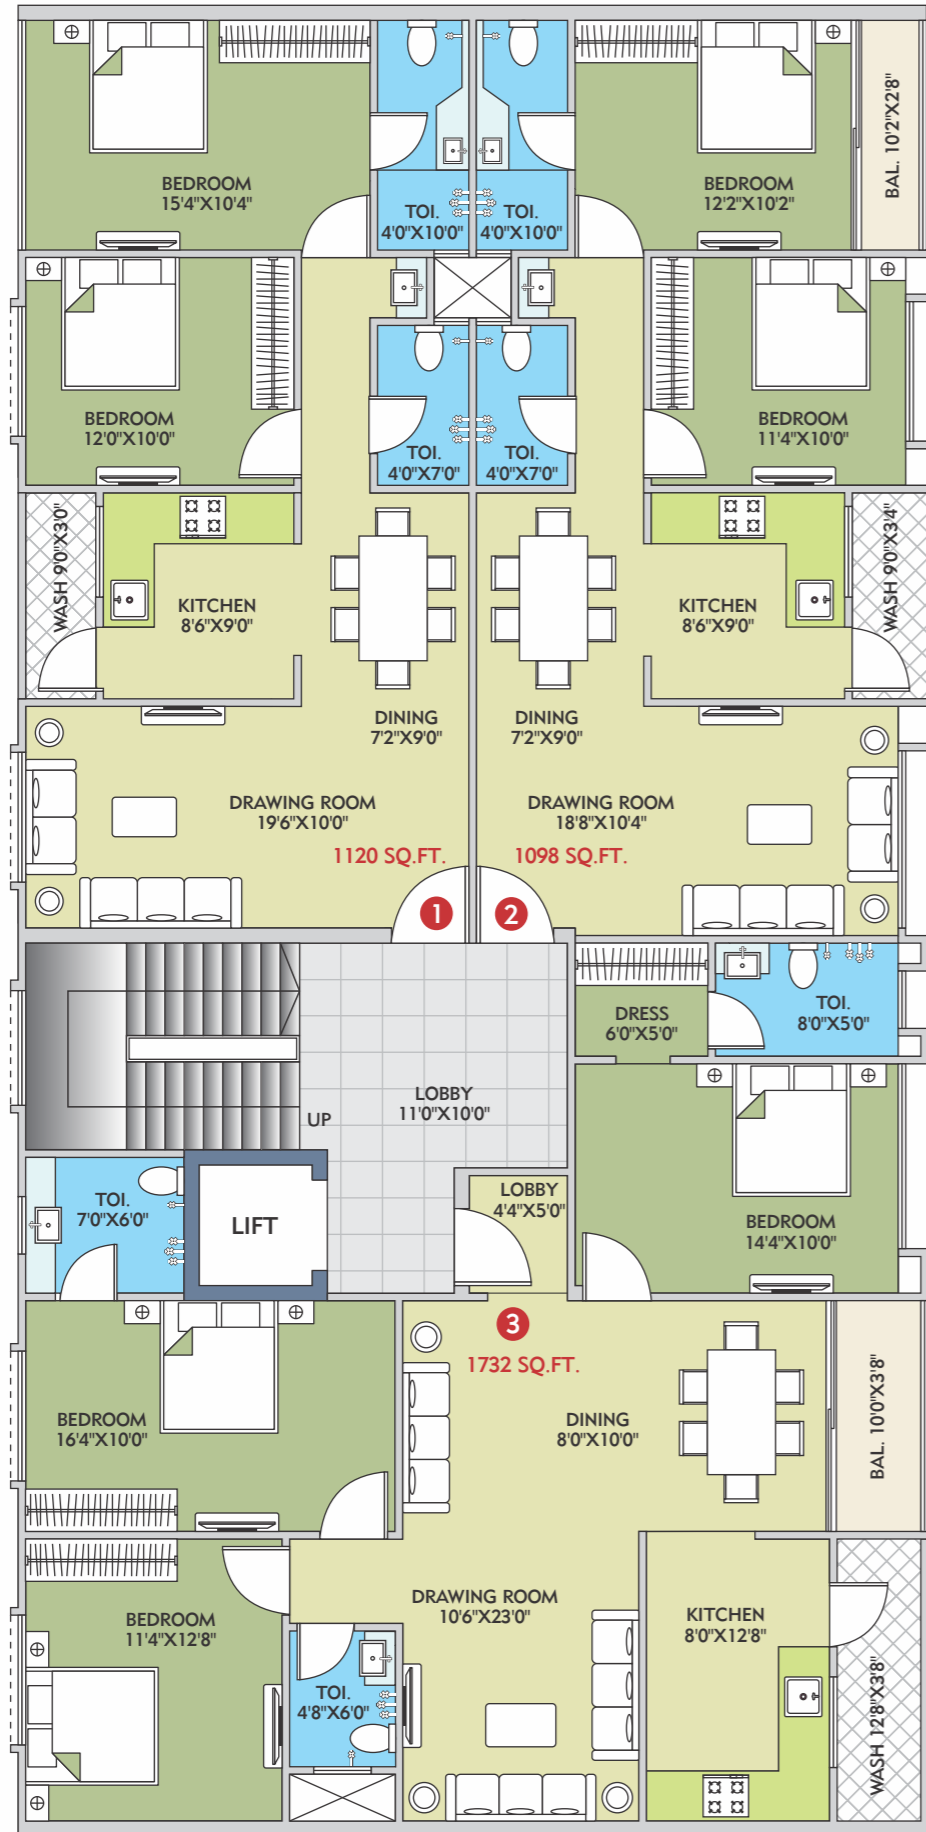 BEDROOM
15'4"X10'4"
TOI.
4'0"X10'0"
TOI.
4'0"X10'0"
BEDROOM
12'2"X10'2"
BAL. 10'2"X2'8"
BEDROOM
12'0"X10'0"
TOI.
4'0"X7'0"
TOI.
4'0"X7'0"
BEDROOM
11'4"X10'0"
WASH 9'0"X3'0"
KITCHEN
8'6"X9'0"
KITCHEN
8'6"X9'0"
WASH 9'0"X3'4"
DINING
7'2"X9'0"
DINING
7'2"X9'0"
DRAWING ROOM
19'6"X10'0"
DRAWING ROOM
18'8"X10'4"
1120 SQ.FT.
1098 SQ.FT.
1
2
DRESS
6'0"X5'0"
TOI.
8'0"X5'0"
LOBBY
11'0"X10'0"
UP
TOI.
7'0"X6'0"
LIFT
LOBBY
4'4"X5'0"
BEDROOM
14'4"X10'0"
3
1732 SQ.FT.
BEDROOM
16'4"X10'0"
DINING
8'0"X10'0"
BAL. 10'0"X3'8"
BEDROOM
11'4"X12'8"
DRAWING ROOM
10'6"X23'0"
KITCHEN
8'0"X12'8"
TOI.
4'8"X6'0"
WASH 12'8"X3'8"